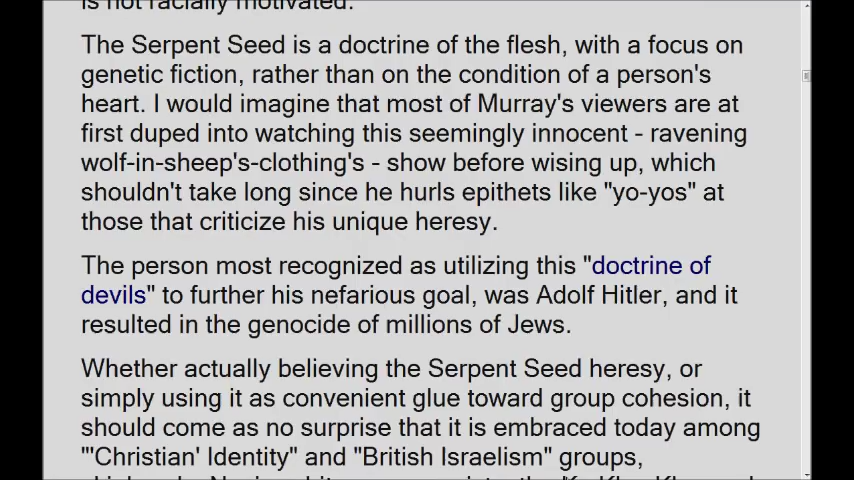 is not racially motivated.
The Serpent Seed is a doctrine of the flesh, with a focus on
genetic fiction, rather than on the condition of a person's
heart. I would imagine that most of Murray's viewers are at
first duped into watching this seemingly innocent - ravening
wolf-in-sheep's-clothing's - show before wising up, which
shouldn't take long since he hurls epithets like "yo-yos" at
those that criticize his unique heresy.
The person most recognized as utilizing this "doctrine of
devils" to further his nefarious goal, was Adolf Hitler, and it
resulted in the genocide of millions of Jews.
Whether actually believing the Serpent Seed heresy, or
simply using it as convenient glue toward group cohesion, it
should come as no surprise that it is embraced today among
"'Christian' Identity" and "British Israelism" groups,